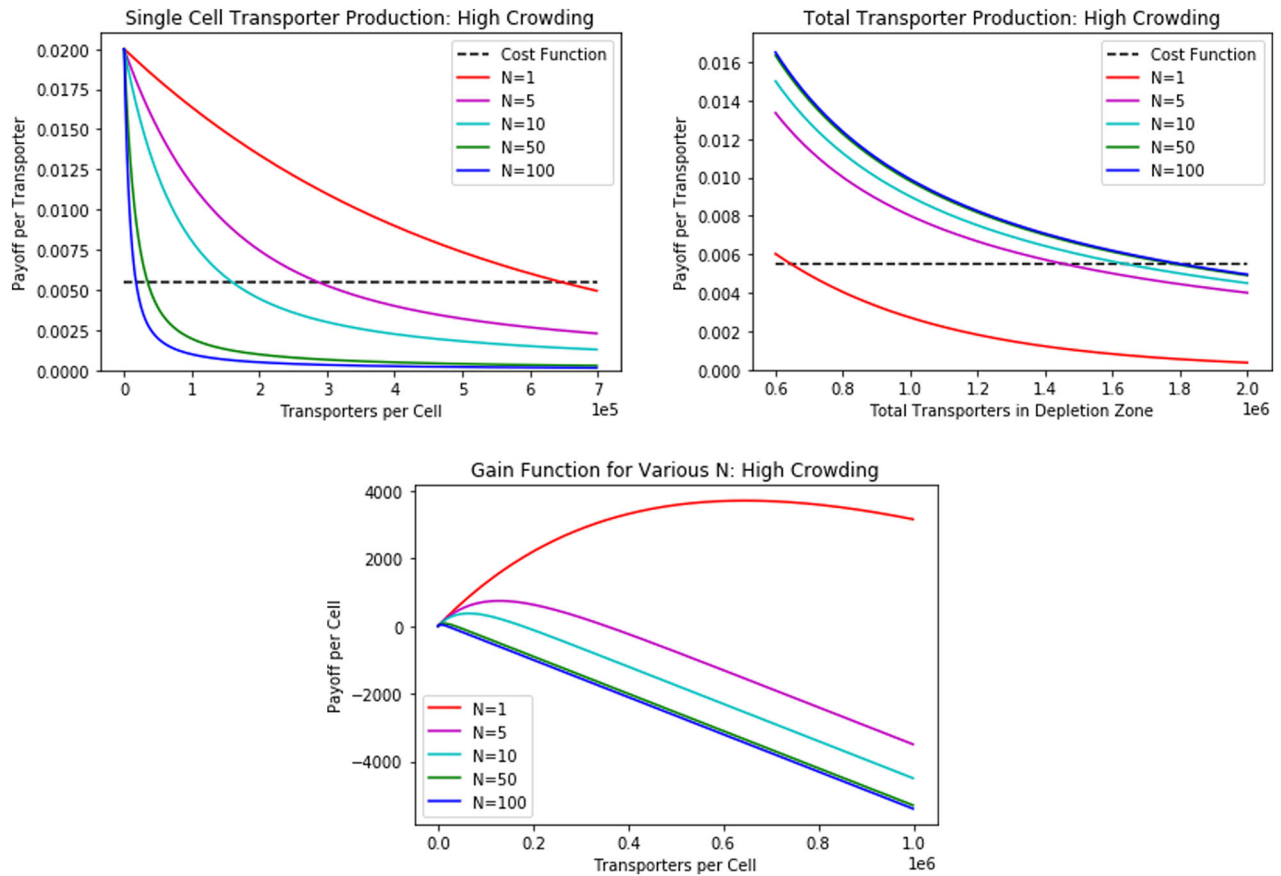 Single Cell Transporter Production: High Crowding
0.0200
0.0175
0.0150
0.0125
0.0100
0.0075
0.0050
0.0025
0.0000
Payoff per Transporter
Cost Function
N=1
N=5
N=10
N=50
N=100
0 1 2 3 4 5 6 7
1e5
Transporters per Cell
Total Transporter Production: High Crowding
0.016
0.014
0.012
0.010
0.008
0.006
0.004
0.002
0.000
Payoff per Transporter
Cost Function
N=1
N=5
N=10
N=50
N=100
0.6 0.8 1.0 1.2 1.4 1.6 1.8 2.0
1e6
Total Transporters in Depletion Zone
Gain Function for Various N: High Crowding
4000
2000
0
−2000
−4000
Payoff per Cell
N=1
N=5
N=10
N=50
N=100
0.0 0.2 0.4 0.6 0.8 1.0
1e6
Transporters per Cell